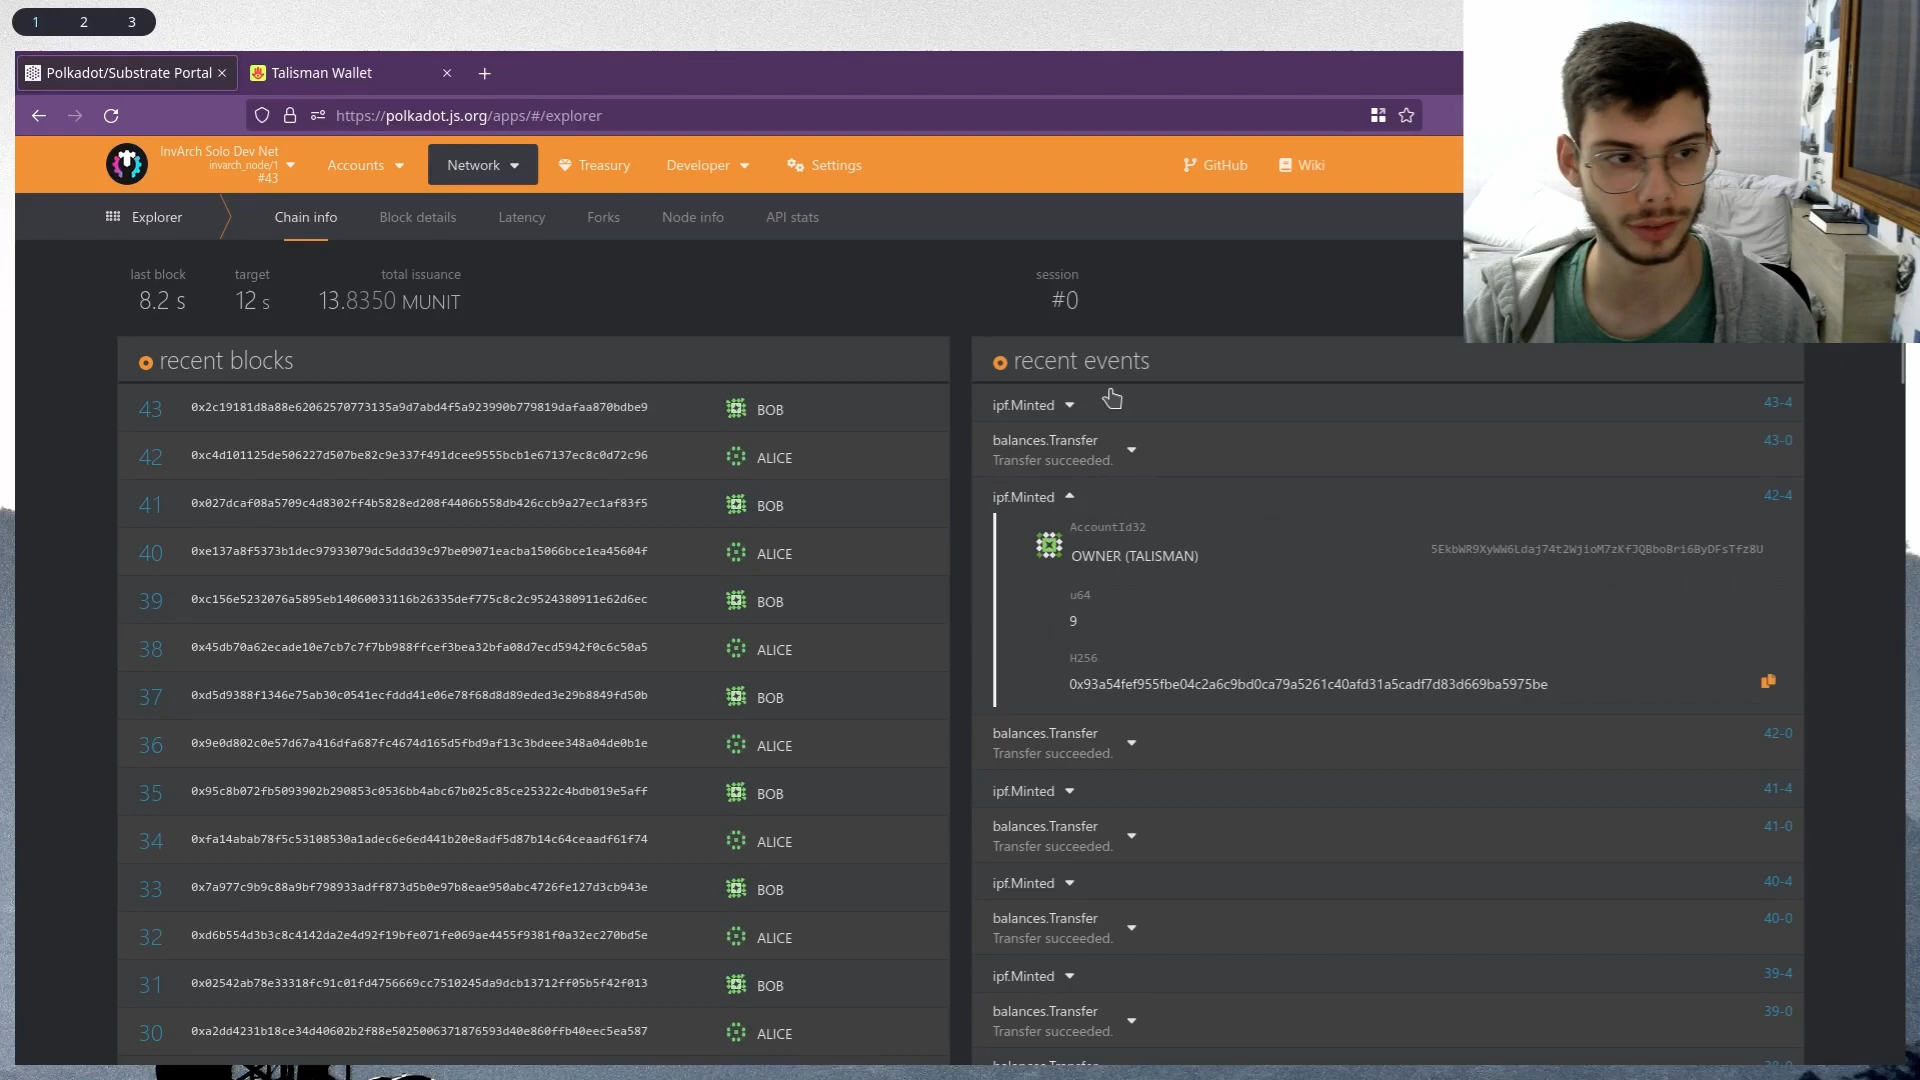 1 2 3
Polkadot/Substrate Portal
Talisman Wallet
https://polkadot.js.org/apps/#/explorer
InvArch Solo Dev Net
invarch_node/1
#43
Accounts
Network
Treasury
Developer
Settings
GitHub
Wiki
Explorer
Chain info
Block details
Latency
Forks
Node info
API stats
last block
8.2 s
target
12 s
total issuance
13.8350 MUNIT
session
#0
recent blocks
43 0x2c19181d8a88e62062570773135a9d7abd4f5a923990b779819dafaa870bdbe9 BOB
42 0xc4d101125de506227d507be82c9e337f491dcee9555bcb1e67137ec8c0d72c96 ALICE
41 0x027dcaf08a5709c4d8302ff4b5828ed208f4406b558db426ccb9a27ec1af83f5 BOB
40 0xe137a8f5373b1dec97933079dc5ddd39c97be09071eacba15066bce1ea45604f ALICE
39 0xc156e5232076a5895eb14060033116b26335def775c8c2c9524380911e62d6ec BOB
38 0x45db70a62ecade10e7cb7c7f7bb988ffcef3bea32bfa08d7ecd5942f0c6c50a5 ALICE
37 0xd5d9388f1346e75ab30c0541ecfddd41e06e78f68d8d89eded3e29b8849fd50b BOB
36 0x9e0d802c0e57d67a416dfa687fc4674d165d5fbd9af13c3bdeee348a04de0b1e ALICE
35 0x95c8b072fb5093902b290853c0536bb4abc67b025c85ce25322c4bdb019e5aff BOB
34 0xfa14abab78f5c53108530a1adec6e6ed441b20e8adf5d87b14c64ceaadf61f74 ALICE
33 0x7a977c9b9c88a9bf798933adff873d5b0e97b8eae950abc4726fe127d3cb943e BOB
32 0xd6b554d3b3c8c4142da2e4d92f19bfe071fe069ae4455f9381f0a32ec270bd5e ALICE
31 0x02542ab78e33318fc91c01fd4756669cc7510245da9dcb13712ff05b5f42f013 BOB
30 0xa2dd4231b18ce34d40602b2f88e5025006371876593d40e860ffb40eec5ea587 ALICE
recent events
ipf.Minted 43-4
balances.Transfer 43-0
Transfer succeeded.
ipf.Minted 42-4
AccountId32
OWNER (TALISMAN) 5EkbWR9XyWW6Ldaj74t2WjioM7zKfJQBboBri6ByDFsTfz8U
u64
9
H256
0x93a54fef955fbe04c2a6c9bd0ca79a5261c40afd31a5cadf7d83d669ba5975be
balances.Transfer 42-0
Transfer succeeded.
ipf.Minted 41-4
balances.Transfer 41-0
Transfer succeeded.
ipf.Minted 40-4
balances.Transfer 40-0
Transfer succeeded.
ipf.Minted 39-4
balances.Transfer 39-0
Transfer succeeded.